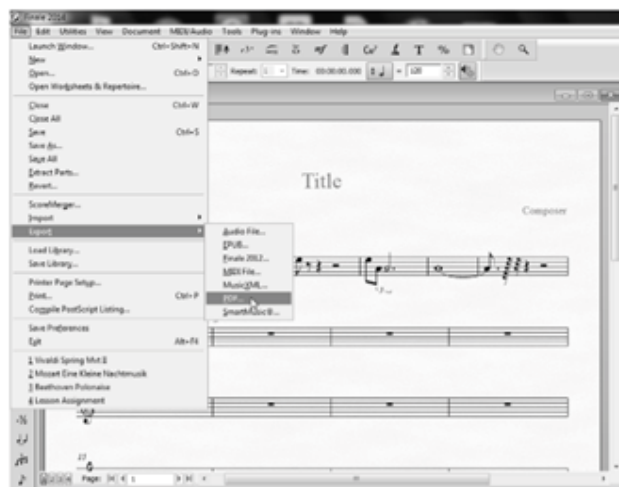 Finale 2014
File Edit Utilities View Document MIDI/Audio Tools Plug-ins Window Help
Launch Window... Ctrl+Shift+N
New
Open... Ctrl+O
Open Worksheets & Repertoire...
Close Ctrl+W
Close All
Save Ctrl+S
Save As...
Save All
Extract Parts...
Revert...
ScoreMerger...
Import
Export
Load Library...
Save Library...
Printer Page Setup...
Print... Ctrl+P
Compile PostScript Listing...
Save Preferences
Exit Alt+F4
1 Vivaldi Spring Mvt II
2 Mozart Eine Kleine Nachtmusik
3 Beethoven Polonaise
4 Lesson Assignment
Audio File...
EPUB...
Finale 2012...
MIDI File...
MusicXML...
PDF...
SmartMusic®...
Repeat: 1 Time: 00:00:00.000 = 120
Title
Composer
Page: 1